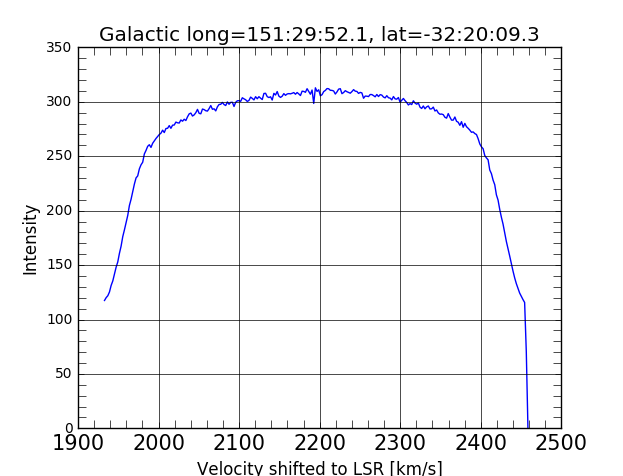 Galactic long=151:29:52.1, lat=-32:20:09.3
350
300
250
200
150
100
50
0
Intensity
1900 2000 2100 2200 2300 2400 2500
Velocity shifted to LSR [km/s]